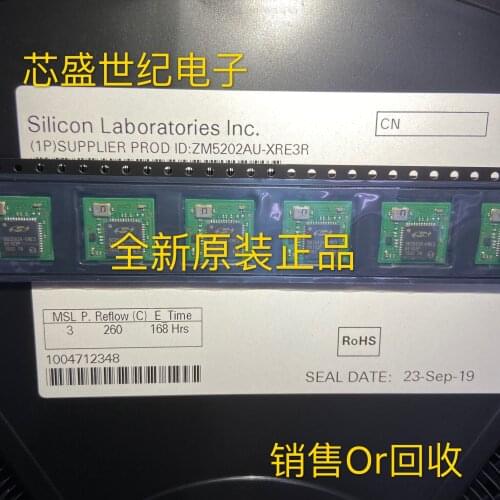 芯盛世纪电子
Silicon Laboratories Inc.
CN
(1P)SUPPLIER PROD ID:ZM5202AU-XRE3R
全新原装正品
MSL P. Reflow (C) E_Time
3 260 168 Hrs
1004712348
RoHS
SEAL DATE: 23-Sep-19
销售Or回收